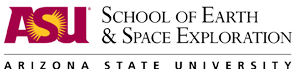 ASU SCHOOL OF EARTH
& SPACE EXPLORATION
ARIZONA STATE UNIVERSITY